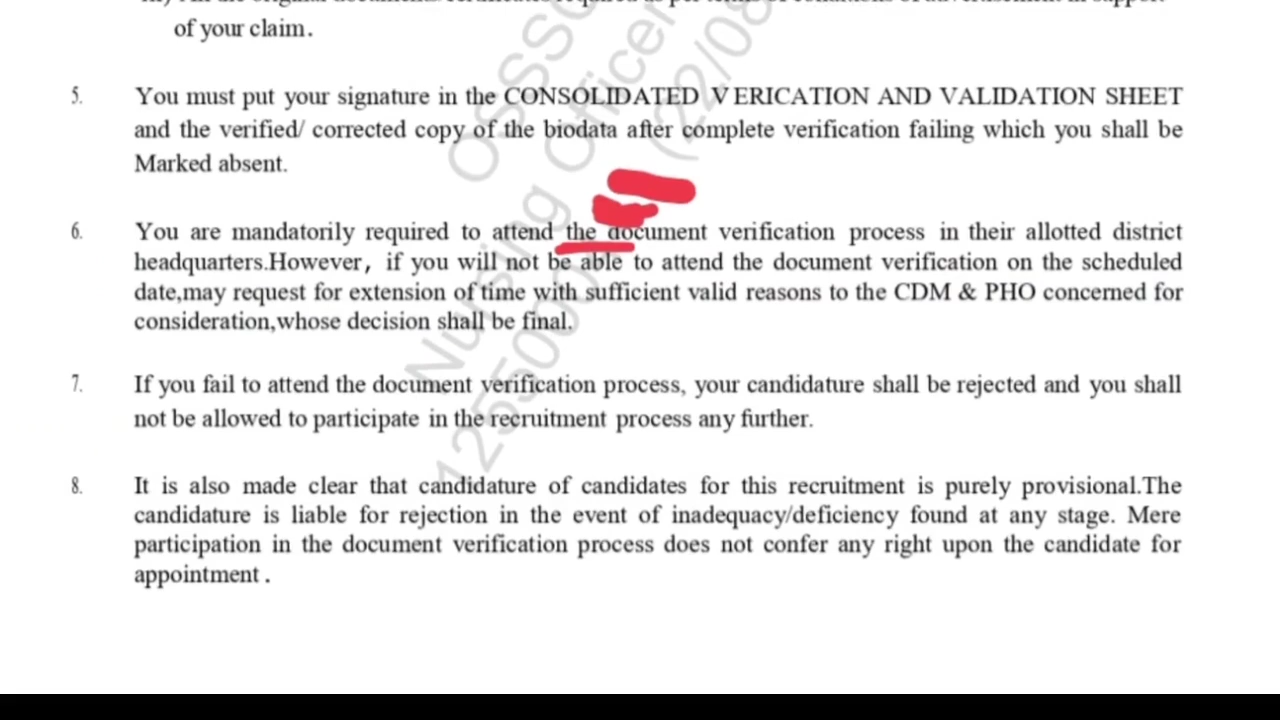 of your claim.
5. You must put your signature in the CONSOLIDATED V ERICATION AND VALIDATION SHEET
and the verified/ corrected copy of the biodata after complete verification failing which you shall be
Marked absent.
6. You are mandatorily required to attend the document verification process in their allotted district
headquarters.However, if you will not be able to attend the document verification on the scheduled
date,may request for extension of time with sufficient valid reasons to the CDM & PHO concerned for
consideration,whose decision shall be final.
7. If you fail to attend the document verification process, your candidature shall be rejected and you shall
not be allowed to participate in the recruitment process any further.
8. It is also made clear that candidature of candidates for this recruitment is purely provisional.The
candidature is liable for rejection in the event of inadequacy/deficiency found at any stage. Mere
participation in the document verification process does not confer any right upon the candidate for
appointment .
Nursing Officer